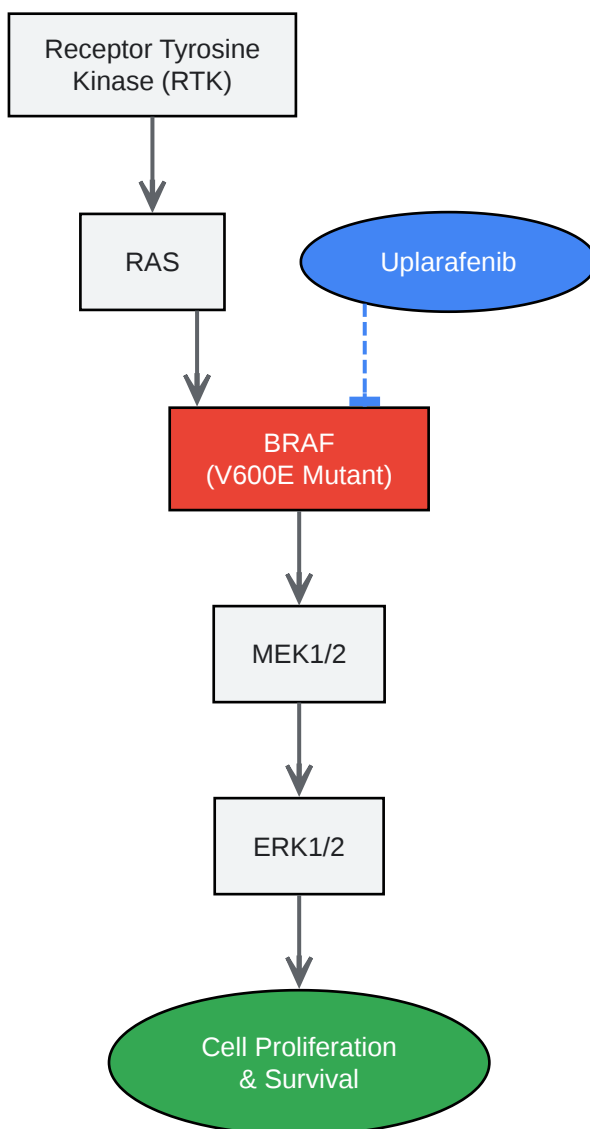 Receptor Tyrosine
Kinase (RTK)
RAS
Uplarafenib
BRAF
(V600E Mutant)
MEK1/2
ERK1/2
Cell Proliferation
& Survival